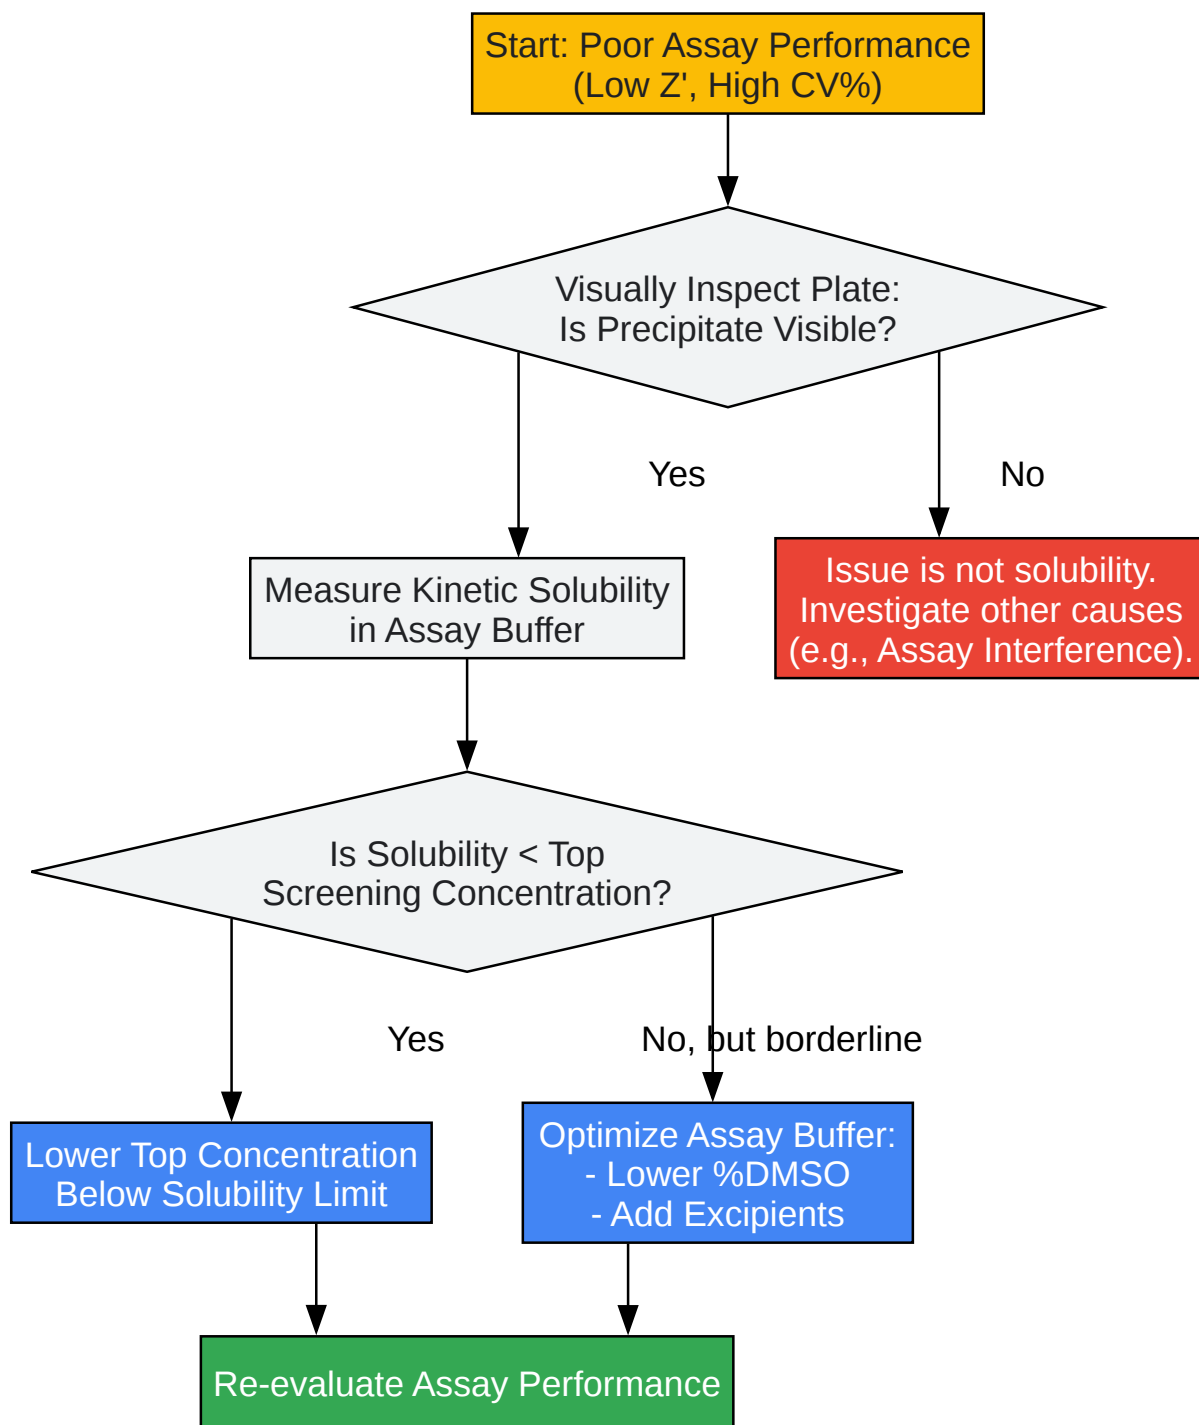 Start: Poor Assay Performance
(Low Z', High CV%)
Visually Inspect Plate:
Is Precipitate Visible?
Yes
No
Measure Kinetic Solubility
in Assay Buffer
Issue is not solubility.
Investigate other causes
(e.g., Assay Interference).
Is Solubility < Top
Screening Concentration?
Yes
No, but borderline
Lower Top Concentration
Below Solubility Limit
Optimize Assay Buffer:
- Lower %DMSO
- Add Excipients
Re-evaluate Assay Performance